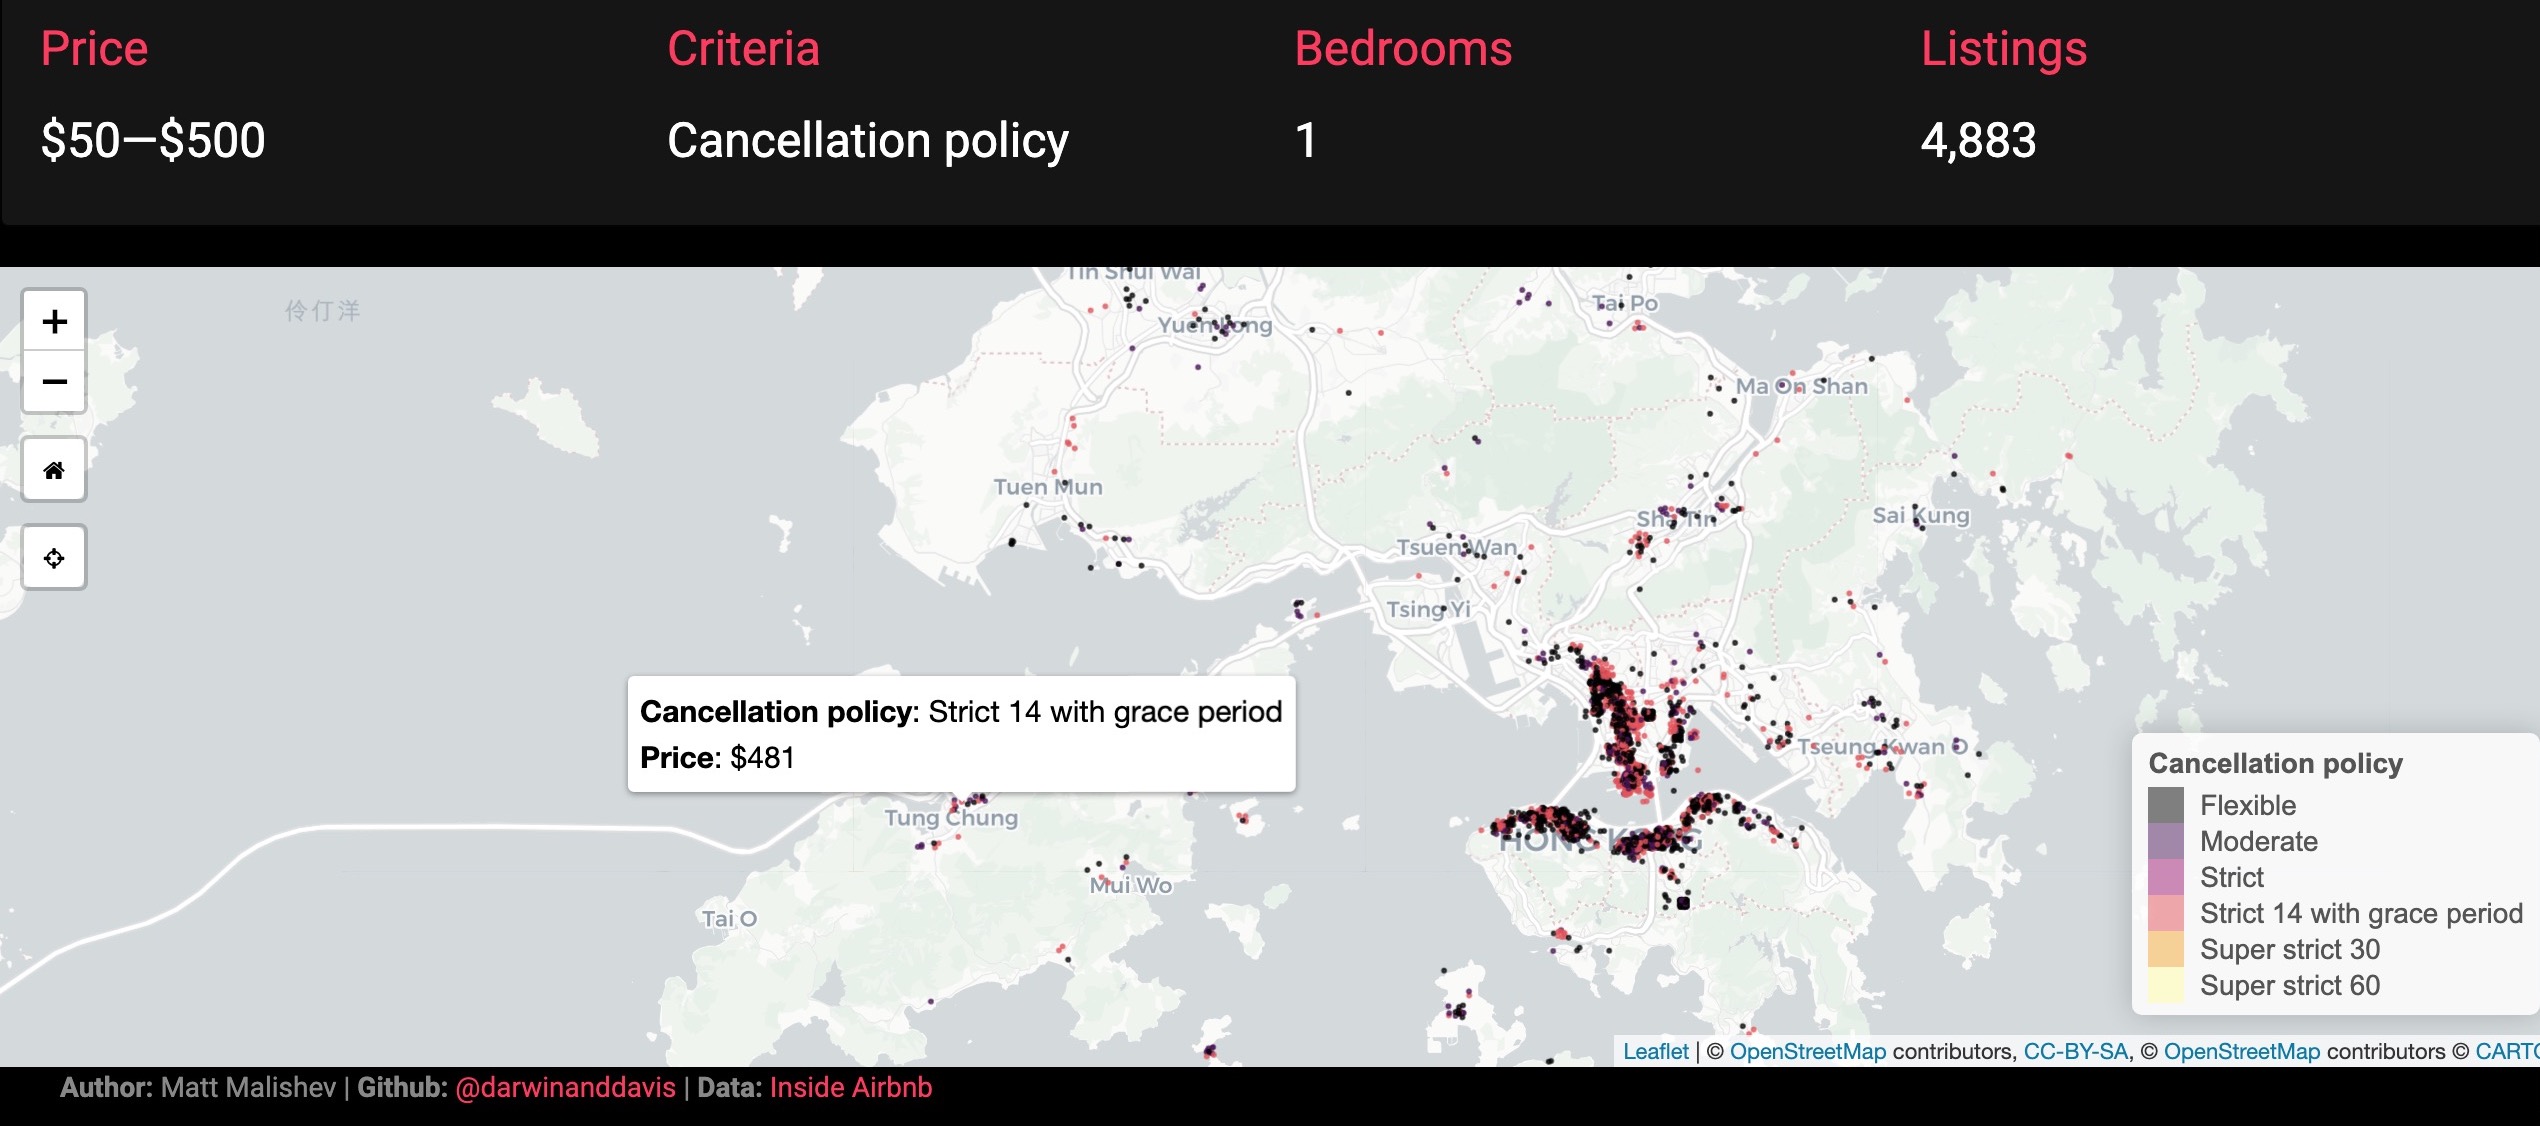 Price
Criteria
Bedrooms
Listings
$50—$500
Cancellation policy
1
4,883
Tin Shui Wai
伶仃洋
+
Tai Po
Yuen Long
−
Ma On Shan
Tuen Mun
Sha Tin
Sai Kung
Tsuen Wan
Tsing Yi
Cancellation policy: Strict 14 with grace period
Price: $481
Tseung Kwan O
Tung Chung
HONG KONG
Mui Wo
Tai O
Cancellation policy
Flexible
Moderate
Strict
Strict 14 with grace period
Super strict 30
Super strict 60
Leaflet | © OpenStreetMap contributors, CC-BY-SA, © OpenStreetMap contributors © CARTO
Author: Matt Malishev | Github: @darwinanddavis | Data: Inside Airbnb